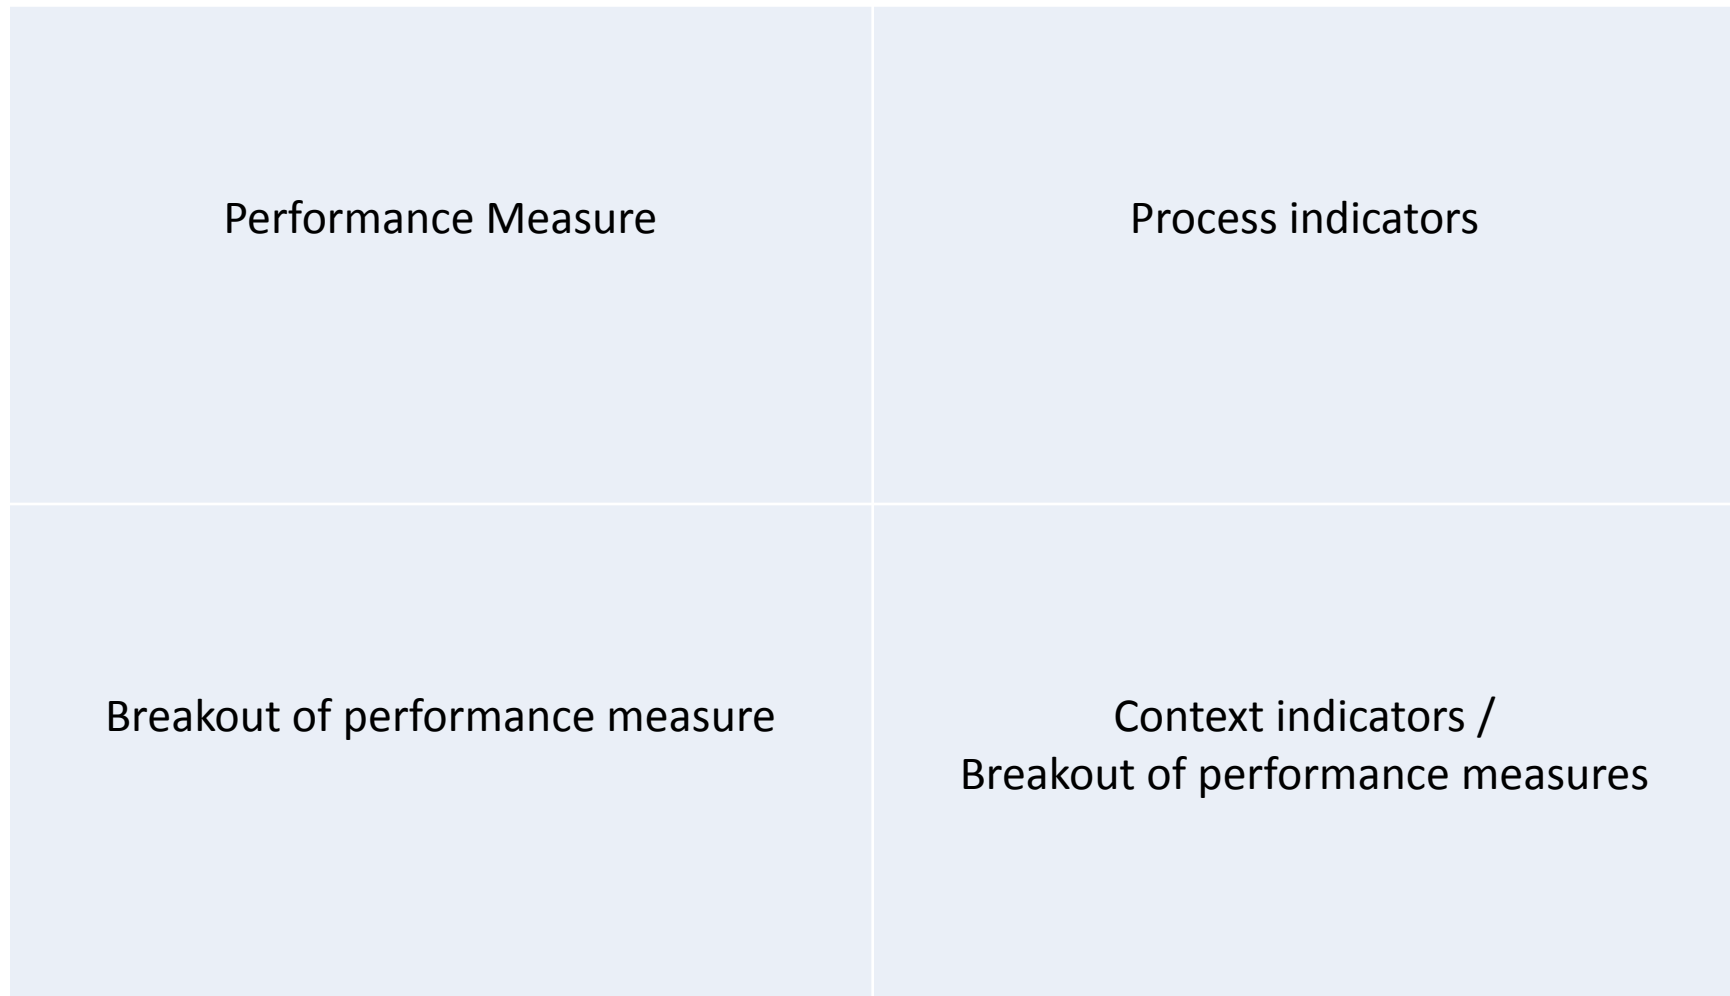 Performance Measure
Process indicators
Breakout of performance measure
Context indicators /
Breakout of performance measures